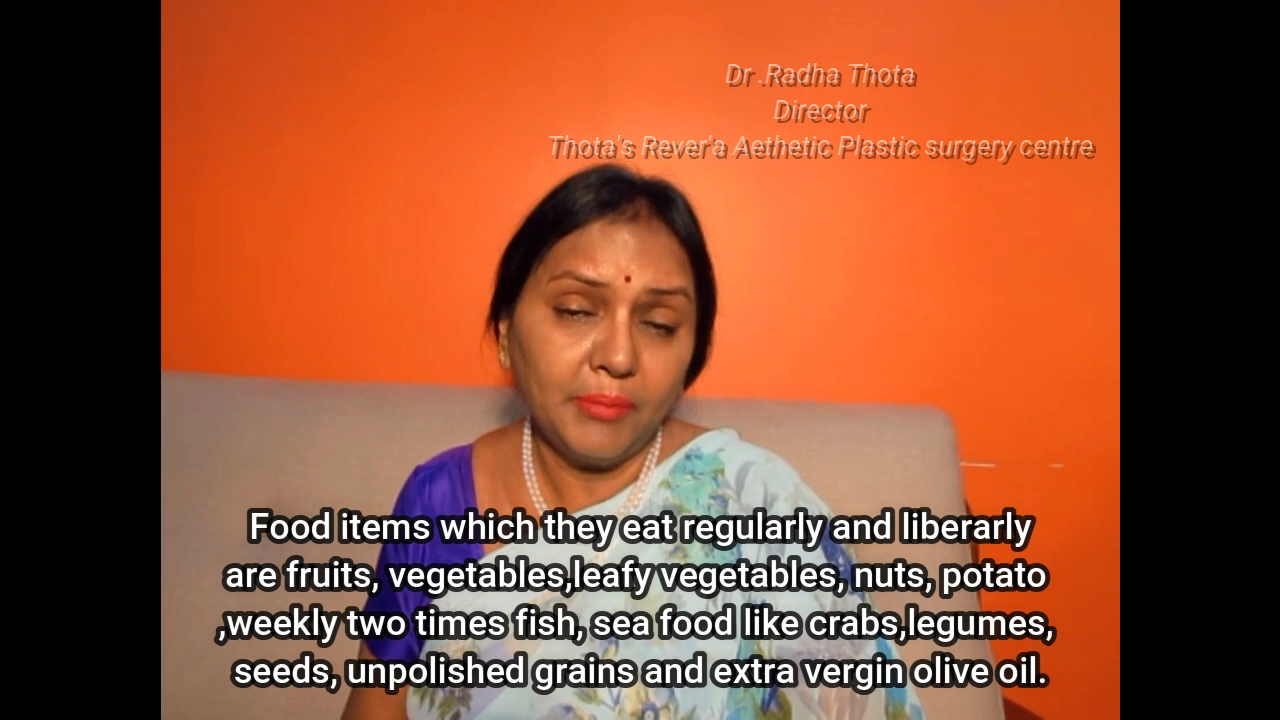 Dr .Radha Thota
Director
Thota's Rever'a Aethetic Plastic surgery centre
Food items which they eat regularly and liberarly
are fruits, vegetables,leafy vegetables, nuts, potato
,weekly two times fish, sea food like crabs,legumes,
seeds, unpolished grains and extra vergin olive oil.